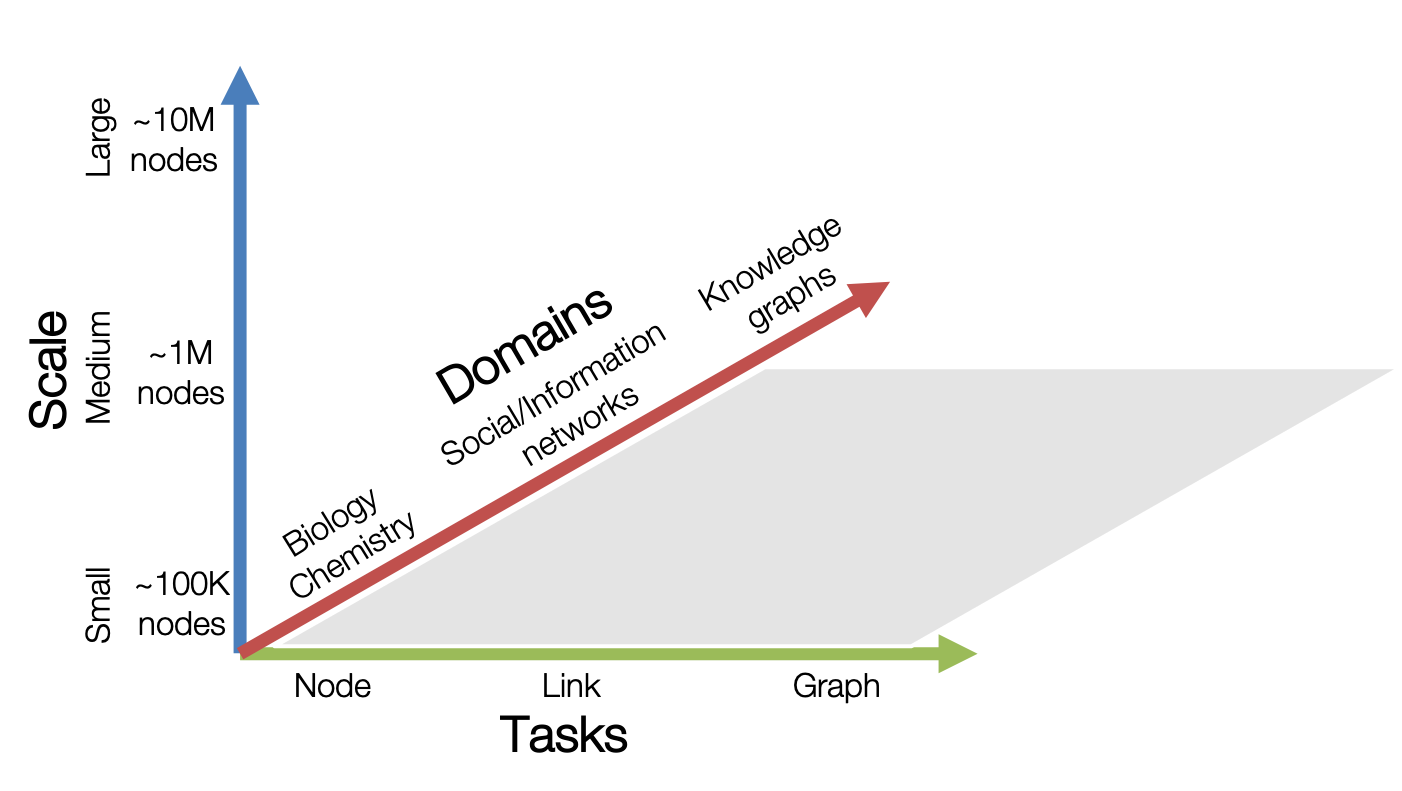 Scale
Large
~10M
nodes
Medium
~1M
nodes
Small
~100K
nodes
Domains
Biology
Chemistry
Social/Information
networks
Knowledge
graphs
Node
Link
Graph
Tasks